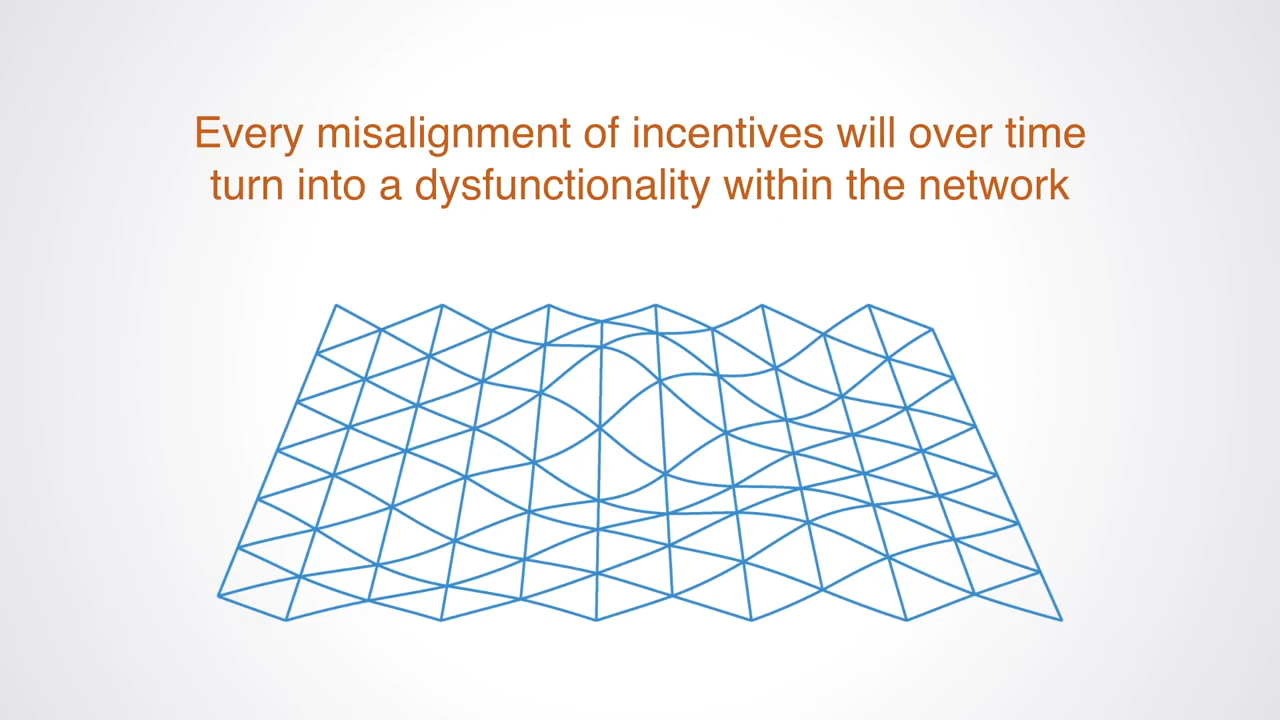 Every misalignment of incentives will over time
turn into a dysfunctionality within the network